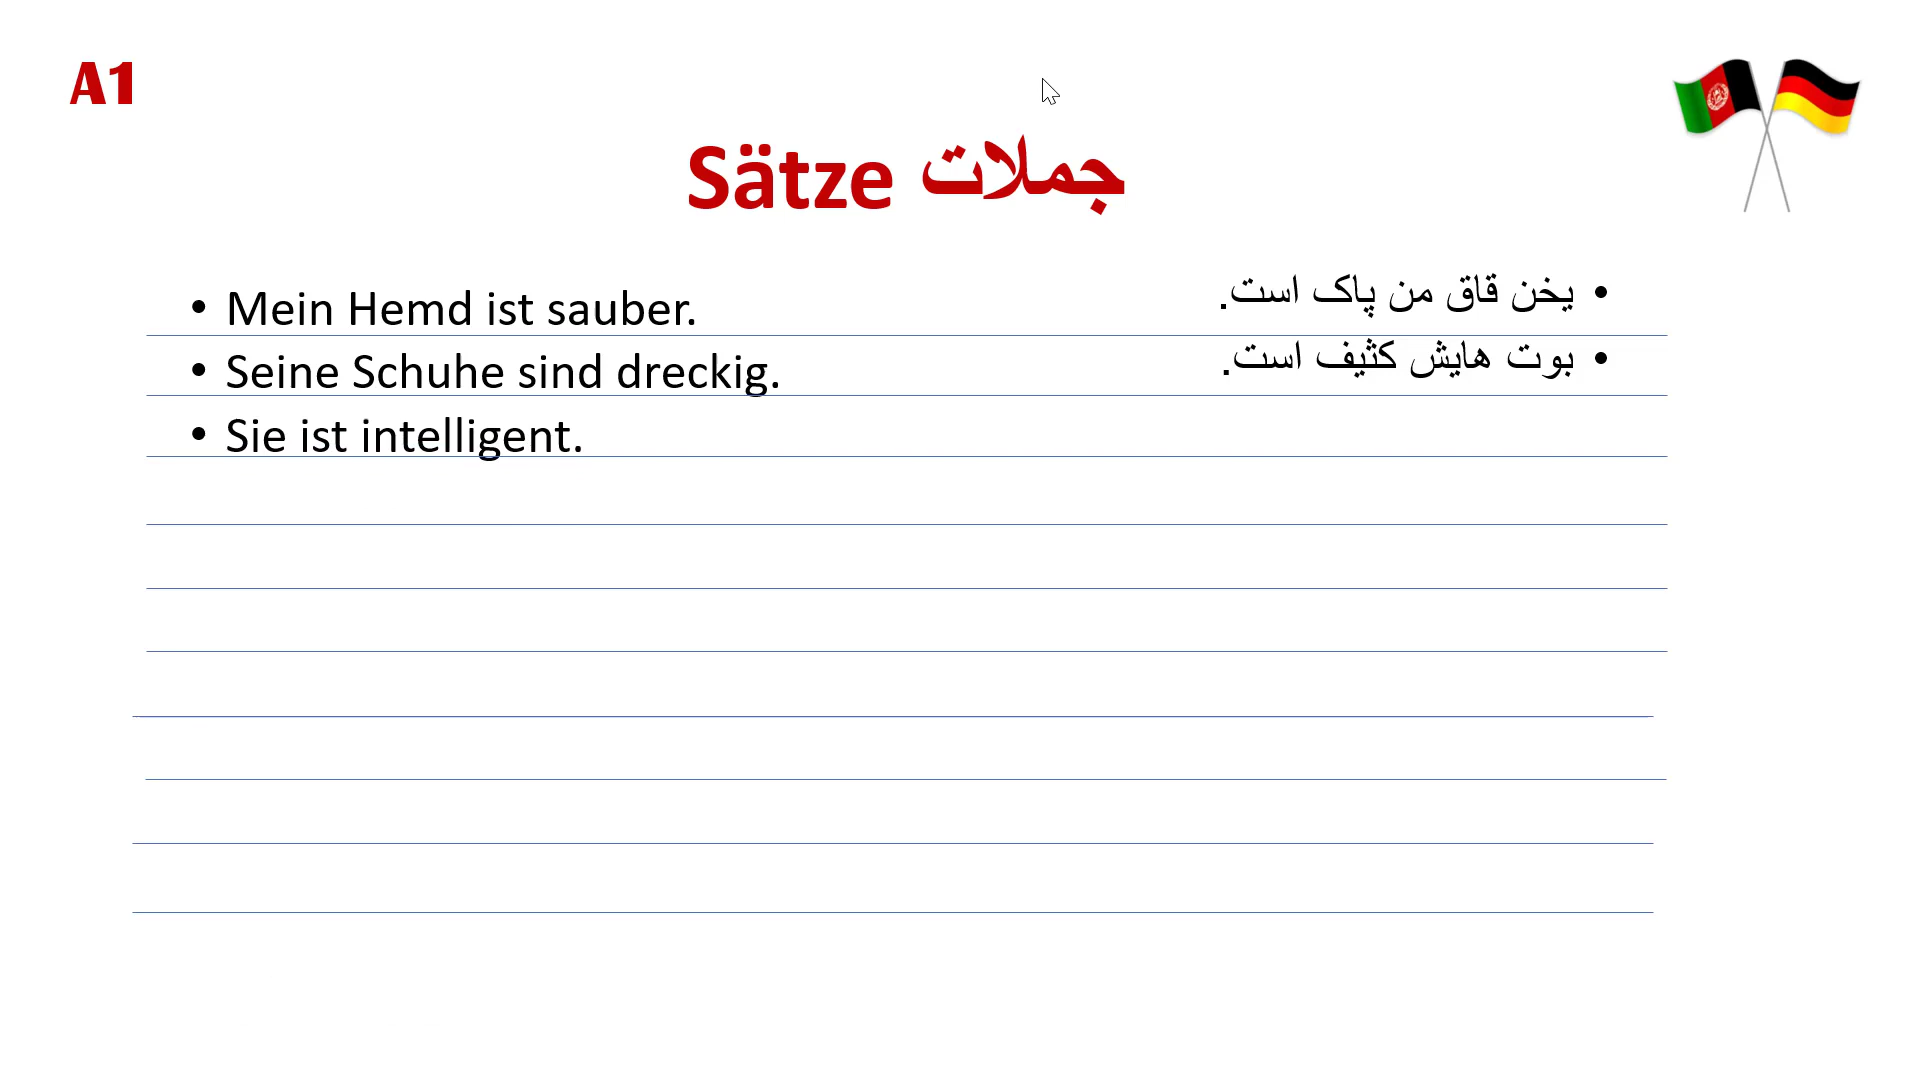 A1
Sätze جملات
• Mein Hemd ist sauber.
• یخن قاق من پاک است.
• Seine Schuhe sind dreckig.
• بوت هایش کثیف است.
• Sie ist intelligent.